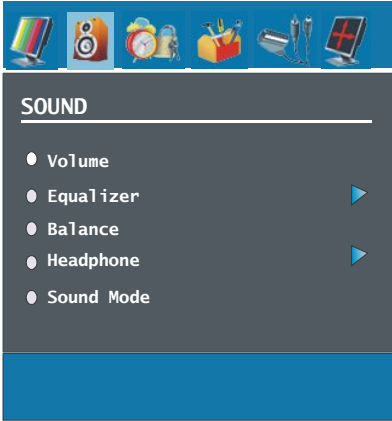 SOUND
Volume
Equalizer
Balance
Headphone
Sound Mode